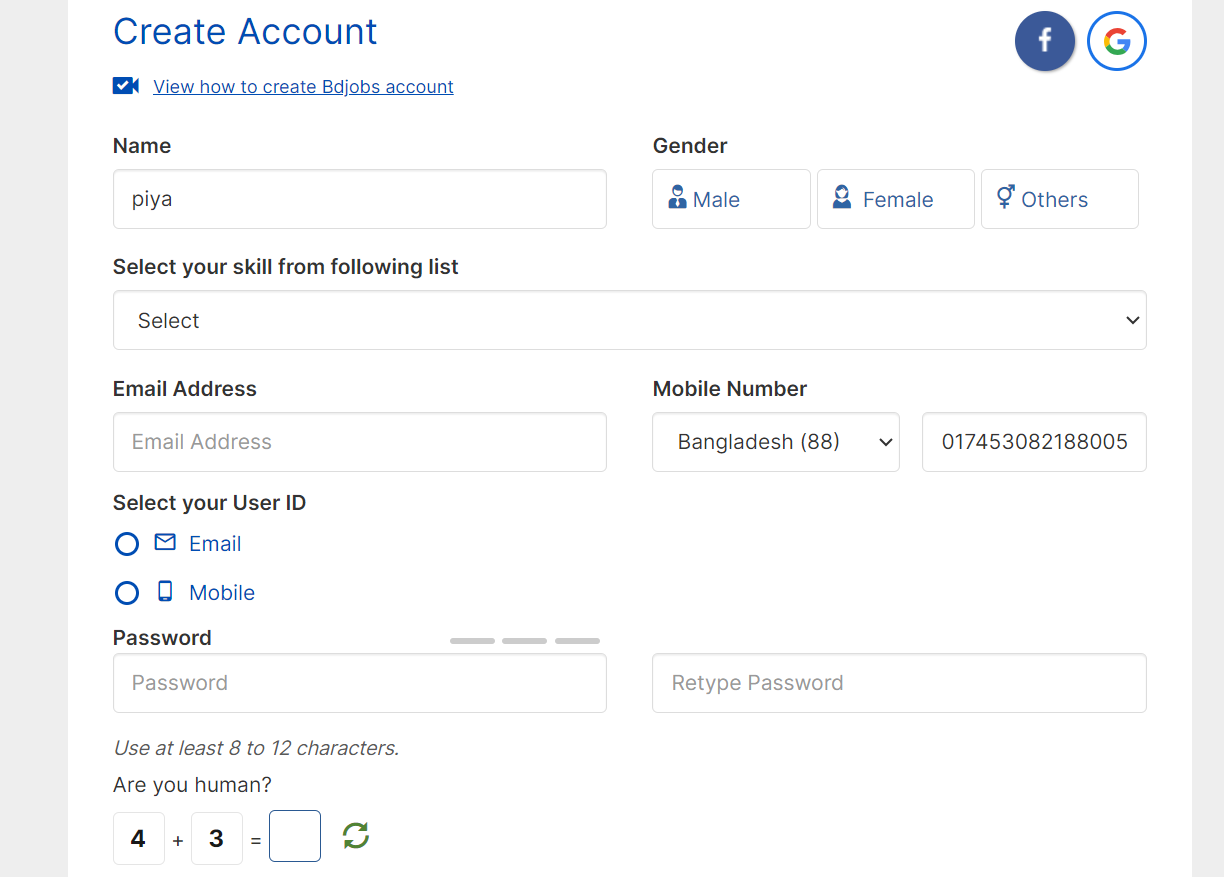 Create Account
f G
View how to create Bdjobs account
Name Gender
piya Male Female Others
Select your skill from following list
Select
Email Address Mobile Number
Email Address Bangladesh (88) 017453082188005
Select your User ID
Email
Mobile
Password
Password Retype Password
Use at least 8 to 12 characters.
Are you human?
4 + 3 =